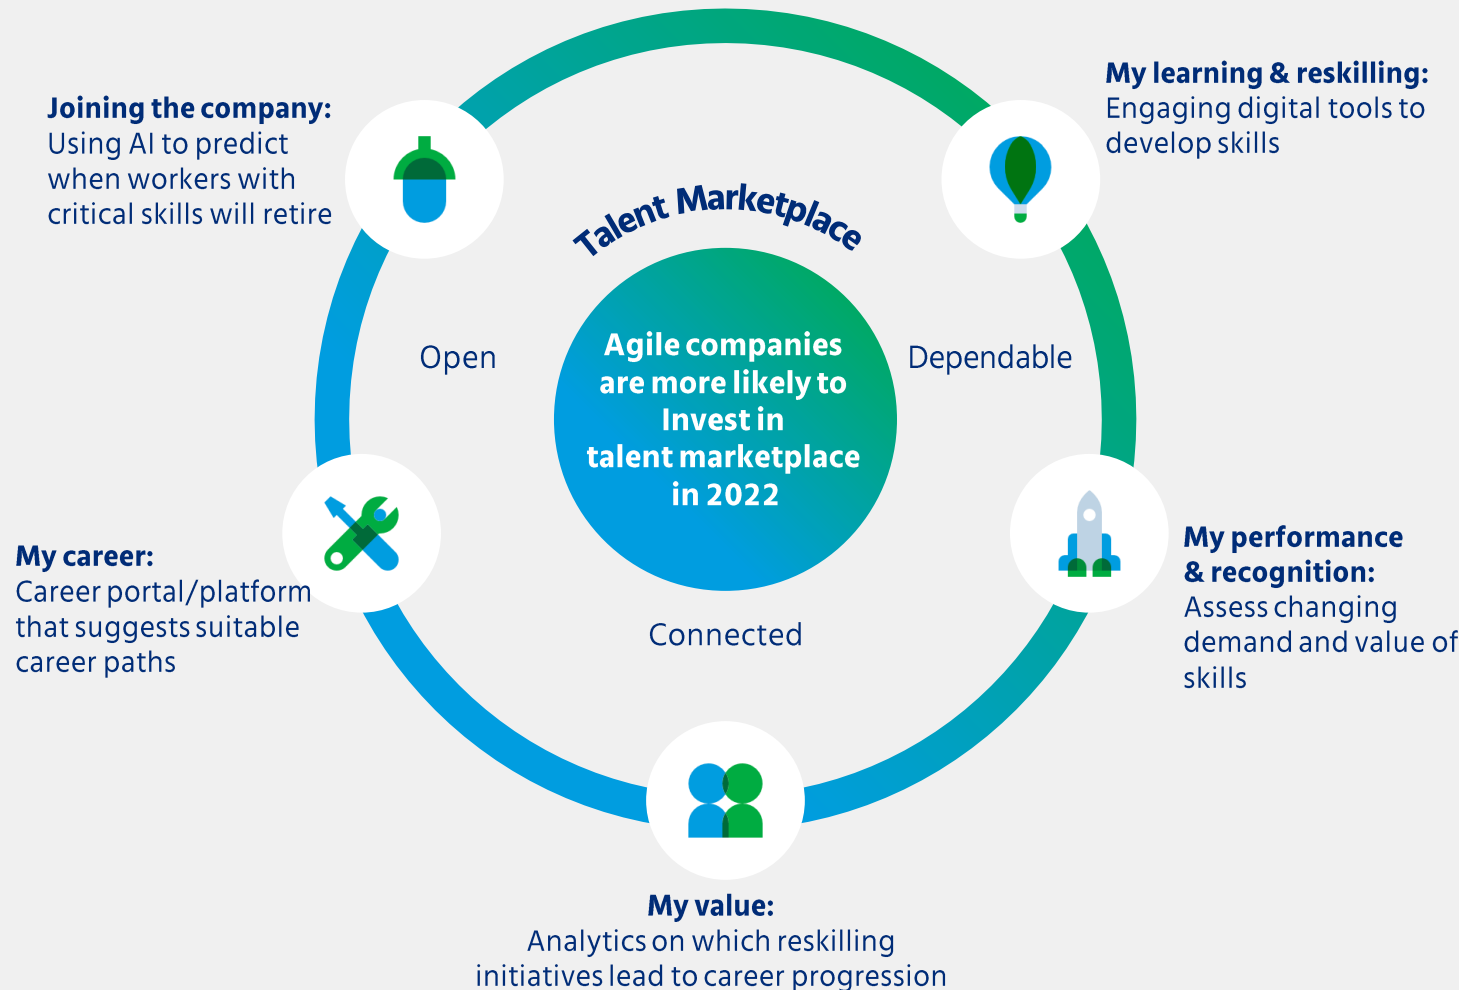 Joining the company:
Using AI to predict
when workers with
critical skills will retire
My learning & reskilling:
Engaging digital tools to
develop skills
Talent Marketplace
Open
Agile companies
are more likely to
Invest in
talent marketplace
in 2022
Dependable
Connected
My career:
Career portal/platform
that suggests suitable
career paths
My performance
& recognition:
Assess changing
demand and value of
skills
My value:
Analytics on which reskilling
initiatives lead to career progression